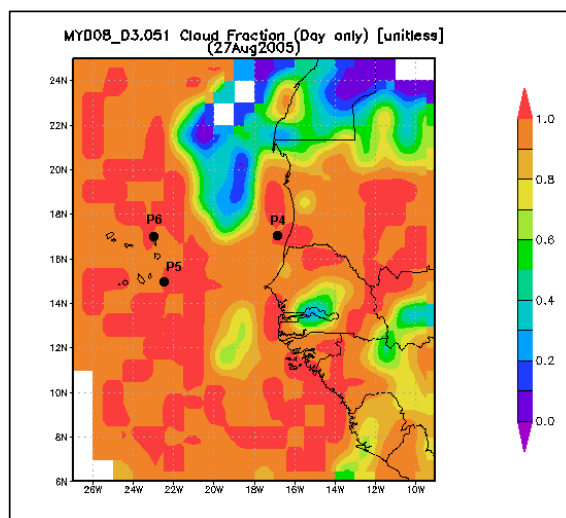 MYD08_D3.051 Cloud Fraction (Day only) [unitless]
(27Aug2005)
24N
22N
20N
18N
16N
14N
12N
10N
8N
6N
26W 24W 22W 20W 18W 16W 14W 12W 10W
P6
P4
P5
1.0
0.8
0.6
0.4
0.2
0.0